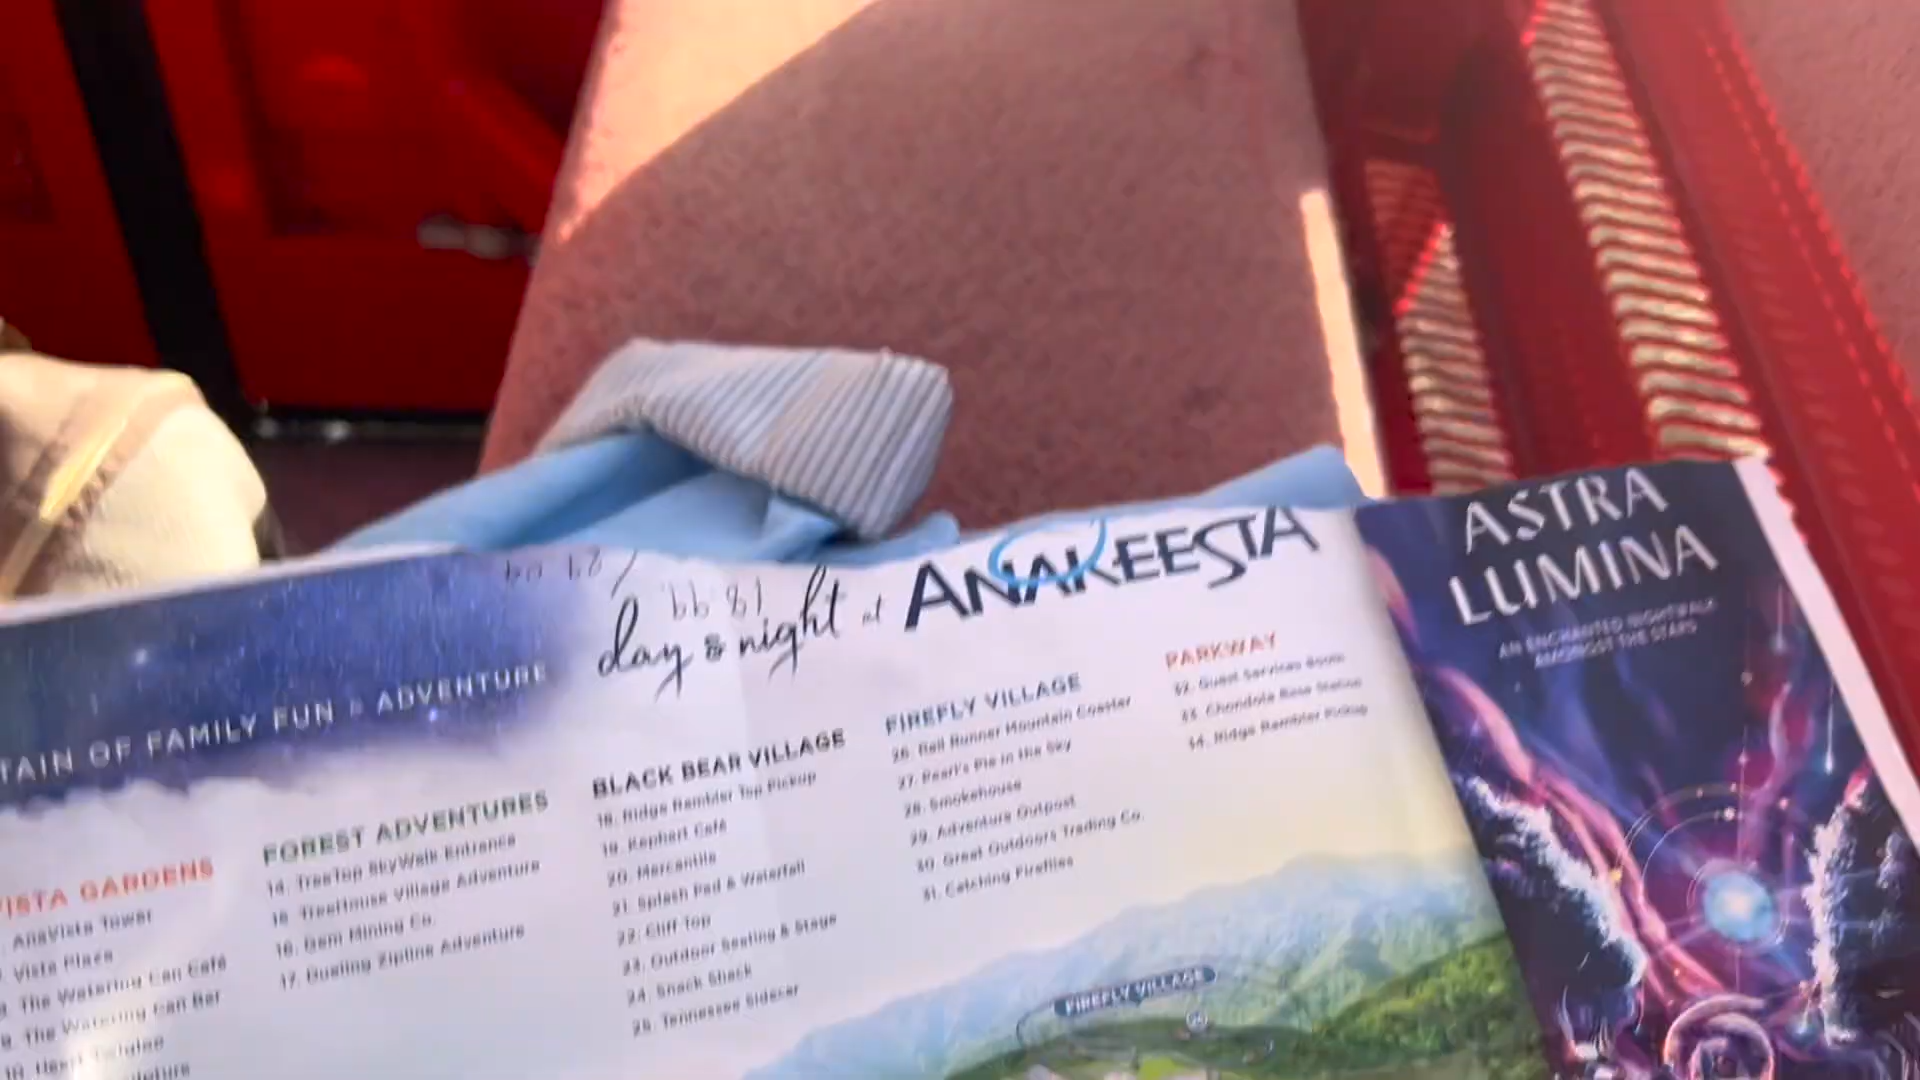 day & night at ANAKEESTA
TAIN OF FAMILY FUN & ADVENTURE
VISTA GARDENS
AnaVista Tower
Vista Place
The Watering Can Café
The Watering Can Bar
FOREST ADVENTURES
14. TreeTop SkyWalk Entrance
15. TreeHouse Village Adventure
16. Gem Mining Co.
17. Dueling Zipline Adventure
BLACK BEAR VILLAGE
18. Ridge Rambler Top Pickup
19. Kephart Café
20. Mercantile
21. Splash Pad & Waterfall
22. Cliff Top
23. Outdoor Seating & Stage
24. Snack Shack
25. Tennessee Sidecar
FIREFLY VILLAGE
26. Rail Runner Mountain Coaster
27. Pearl's Pie in the Sky
28. Smokehouse
29. Adventure Outpost
30. Great Outdoors Trading Co.
31. Catching Fireflies
PARKWAY
32. Guest Services Booth
33. Chondola Base Station
34. Ridge Rambler Pickup
FIREFLY VILLAGE
ASTRA
LUMINA
AN ENCHANTED NIGHTWALK
AMONGST THE STARS